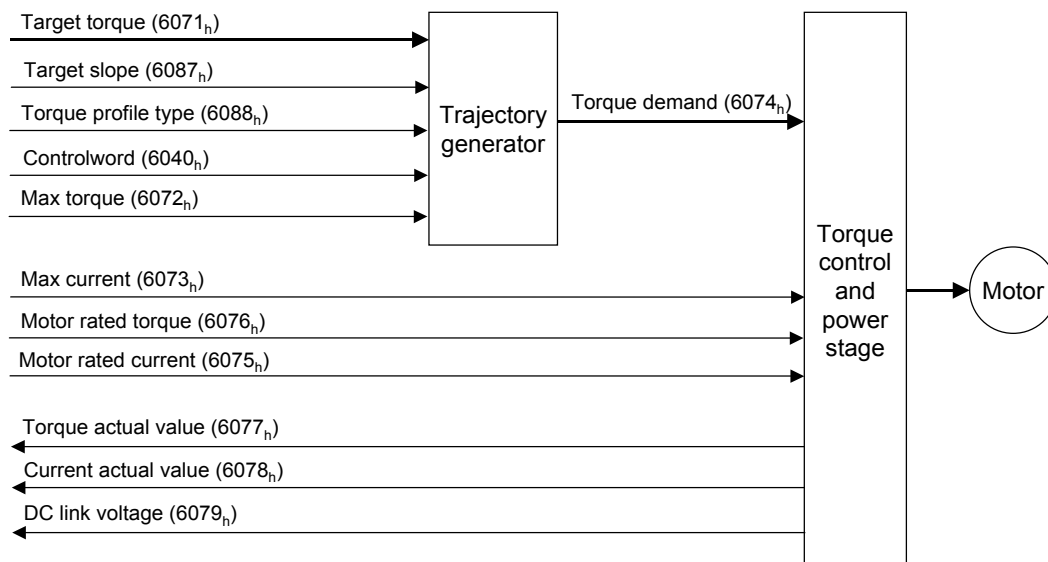 Target torque (6071h)
Target slope (6087h)
Torque profile type (6088h)
Controlword (6040h)
Max torque (6072h)
Trajectory
generator
Torque demand (6074h)
Max current (6073h)
Motor rated torque (6076h)
Motor rated current (6075h)
Torque
control
and
power
stage
Motor
Torque actual value (6077h)
Current actual value (6078h)
DC link voltage (6079h)